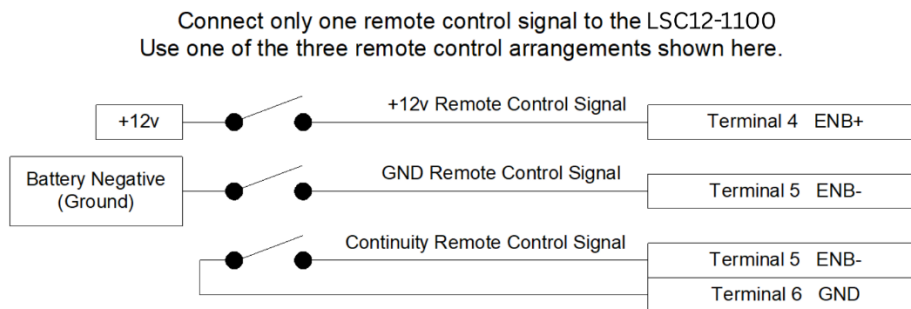 Connect only one remote control signal to the LSC12-1100
Use one of the three remote control arrangements shown here.
+12v
+12v Remote Control Signal
Terminal 4 ENB+
Battery Negative
(Ground)
GND Remote Control Signal
Terminal 5 ENB-
Continuity Remote Control Signal
Terminal 5 ENB-
Terminal 6 GND